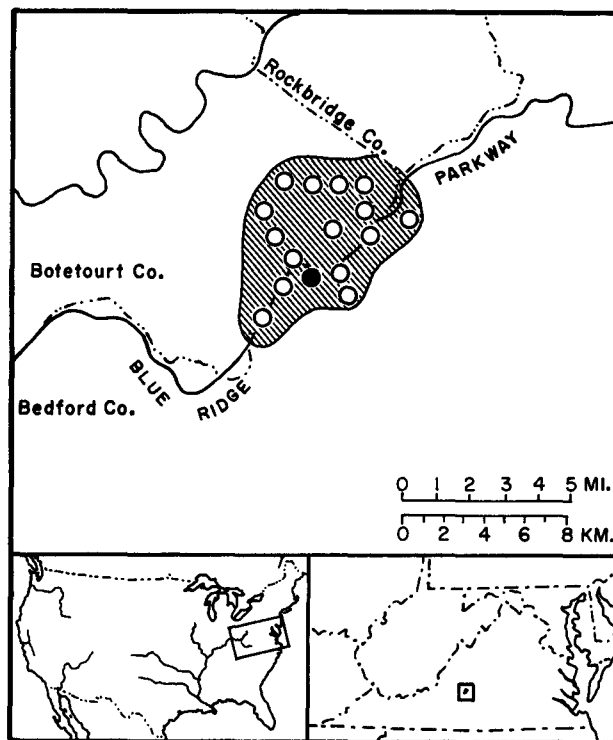 Rockbridge Co.
PARKWAY
Botetourt Co.
BLUE
RIDGE
Bedford Co.
0 1 2 3 4 5 MI.
0 2 4 6 8 KM.